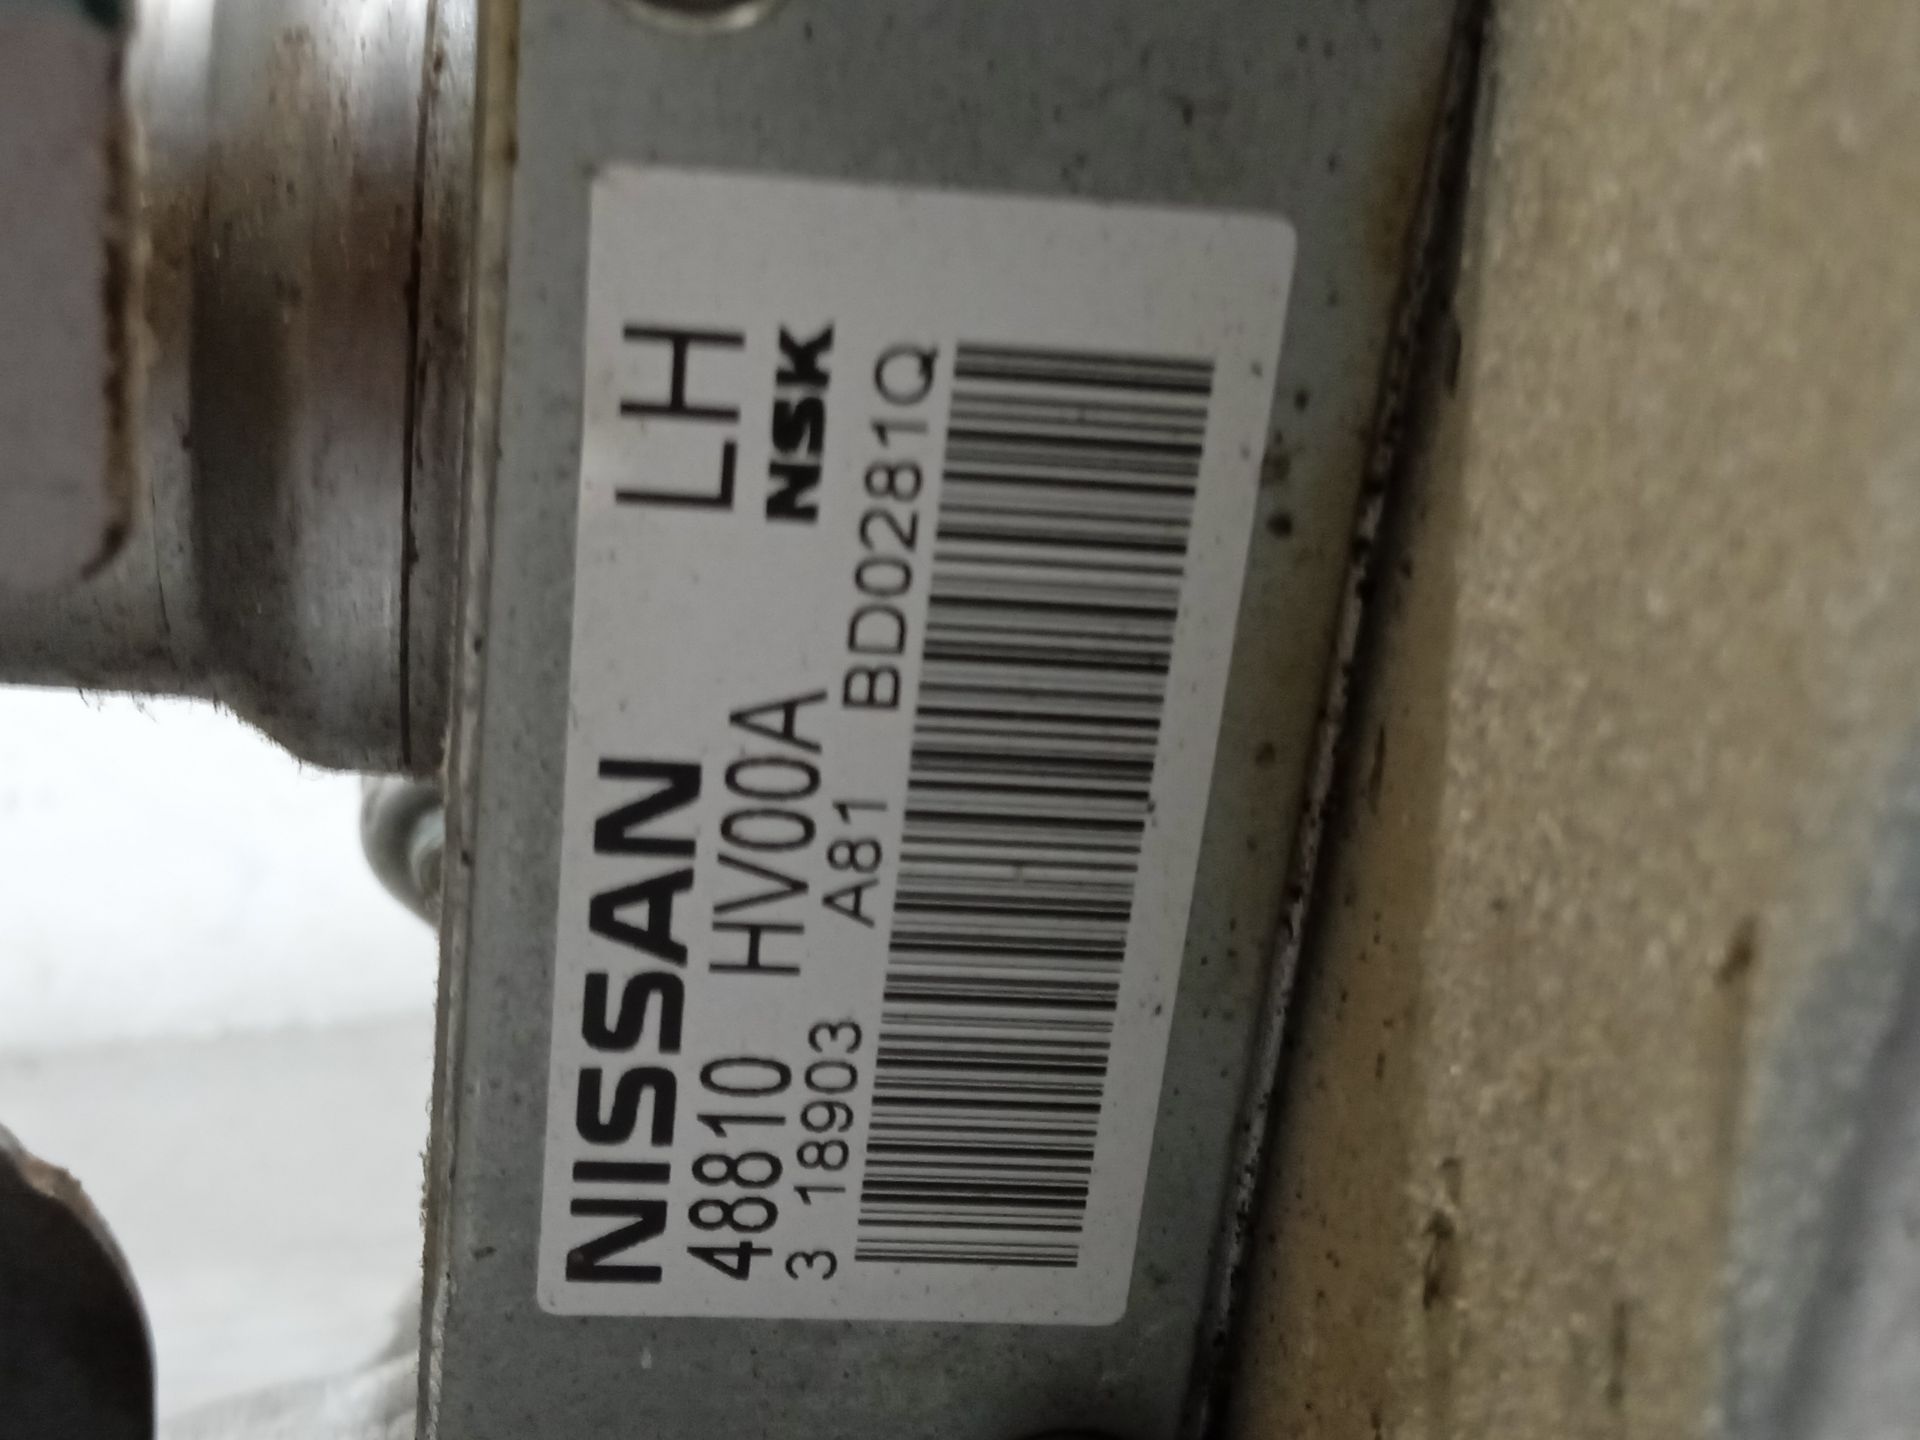 NISSAN LH
48810 HV00A NSK
3 18903 A81 BD0281Q